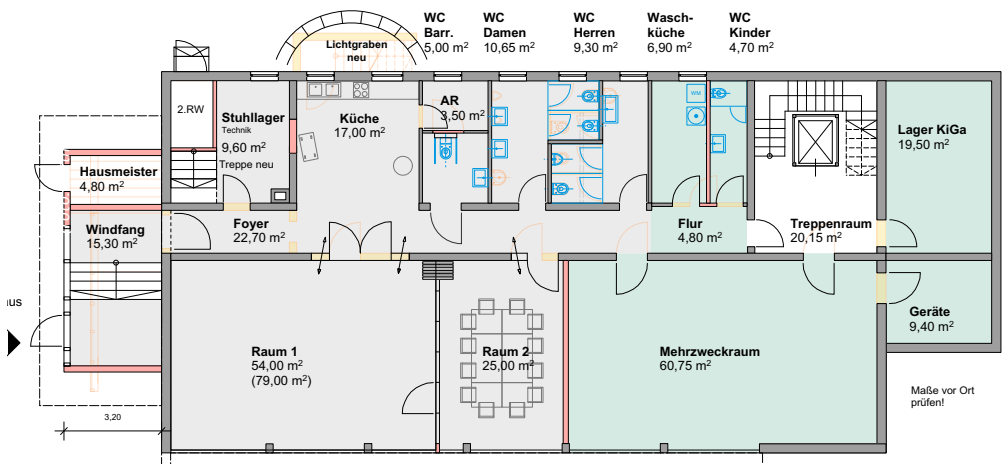 WC
Barr.
5,00 m²
WC
Damen
10,65 m²
WC
Herren
9,30 m²
Wasch-
küche
6,90 m²
WC
Kinder
4,70 m²
Lichtgraben
neu
2.RW
Stuhllager
Technik
9,60 m²
Treppe neu
Küche
17,00 m²
AR
3,50 m²
WM
Lager KiGa
19,50 m²
Hausmeister
4,80 m²
Windfang
15,30 m²
Foyer
22,70 m²
Flur
4,80 m²
Treppenraum
20,15 m²
Geräte
9,40 m²
Raum 1
54,00 m²
(79,00 m²)
Raum 2
25,00 m²
Mehrzweckraum
60,75 m²
Maße vor Ort
prüfen!
3,20